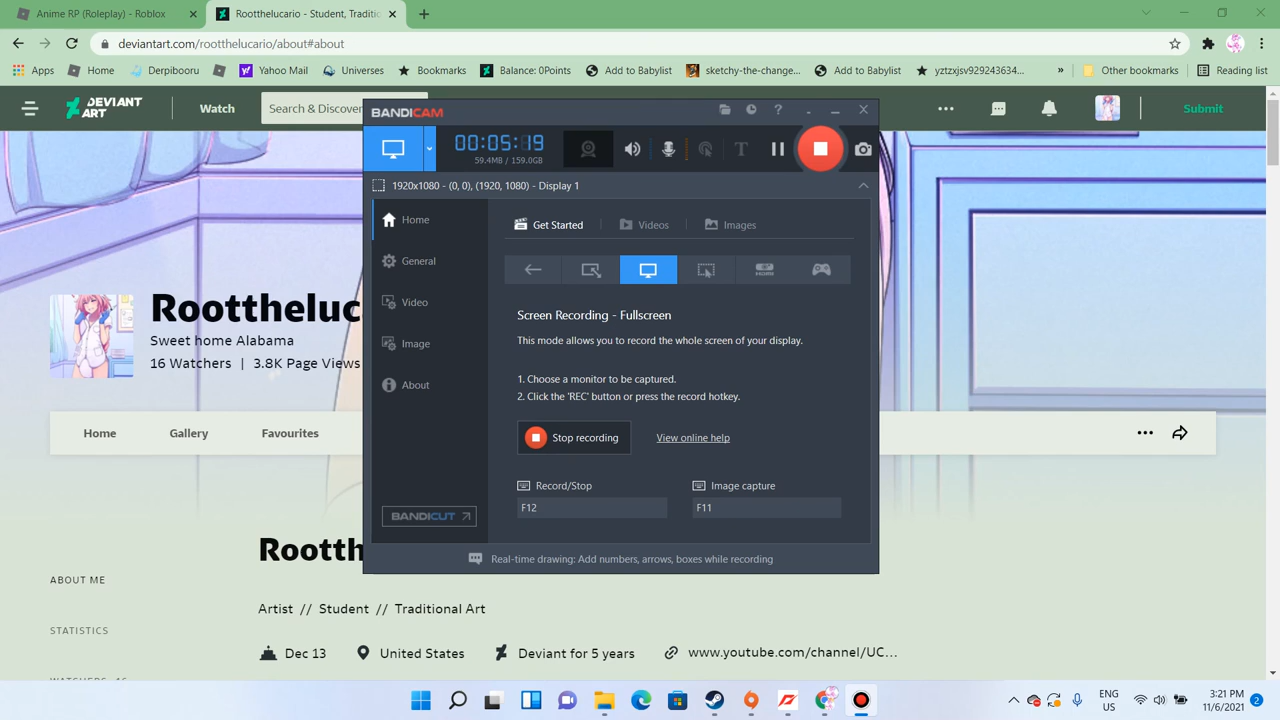 Anime RP (Roleplay) - Roblox
Rootthelucario - Student, Traditio
deviantart.com/rootthelucario/about#about
Apps
Home
Derpibooru
Yahoo Mail
Universes
Bookmarks
Balance: 0Points
Add to Babylist
sketchy-the-change...
Add to Babylist
yztzxjsv929243634...
»
Other bookmarks
Reading list
DEVIANT ART
Watch
Search & Discover
Submit
BANDICAM
00:05:19
59.4MB / 159.0GB
1920x1080 - (0, 0), (1920, 1080) - Display 1
Home
General
Video
Image
About
BANDICUT
Get Started
Videos
Images
HDMI
Screen Recording - Fullscreen
This mode allows you to record the whole screen of your display.
1. Choose a monitor to be captured.
2. Click the 'REC' button or press the record hotkey.
Stop recording
View online help
Record/Stop
Image capture
F12
F11
Real-time drawing: Add numbers, arrows, boxes while recording
Roottheluc
Sweet home Alabama
16 Watchers | 3.8K Page Views
Home
Gallery
Favourites
Rootth
ABOUT ME
STATISTICS
Artist // Student // Traditional Art
Dec 13
United States
Deviant for 5 years
www.youtube.com/channel/UC...
ENG
US
3:21 PM
11/6/2021
2